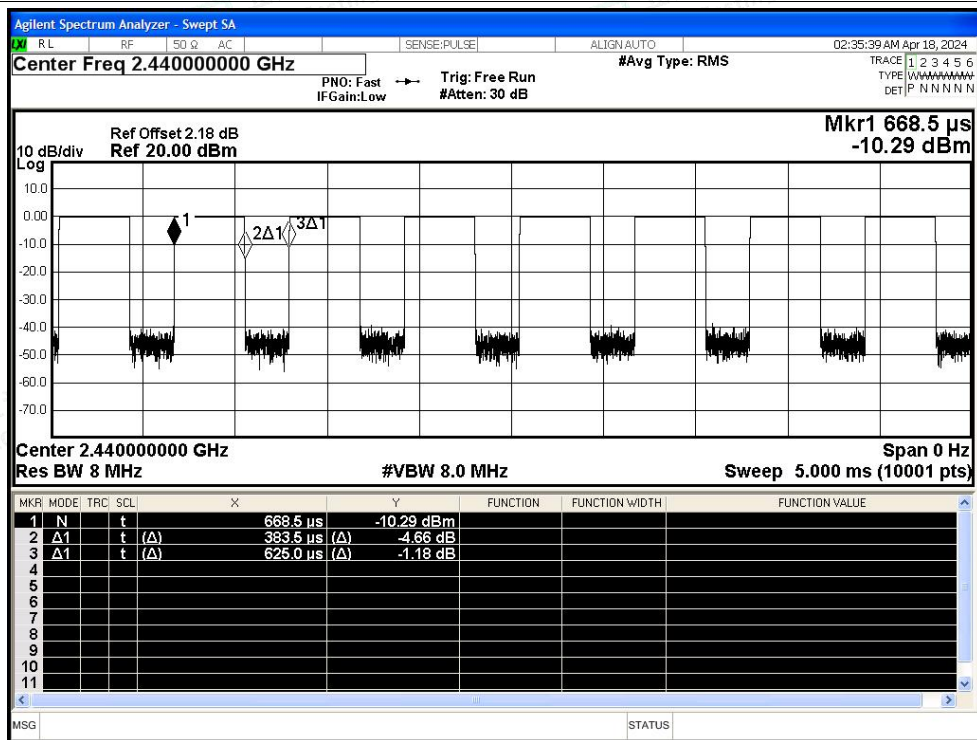 Agilent Spectrum Analyzer - Swept SA
LXI RL RF 50 Ω AC SENSE:PULSE ALIGN AUTO 02:35:39 AM Apr 18, 2024
Center Freq 2.440000000 GHz #Avg Type: RMS TRACE 1 2 3 4 5 6
PNO: Fast Trig: Free Run TYPE WWWWWW
IFGain:Low #Atten: 30 dB DET P N N N N N
Mkr1 668.5 µs
Ref Offset 2.18 dB
10 dB/div Ref 20.00 dBm -10.29 dBm
Log
10.0
0.00
1 2Δ1 3Δ1
-10.0
-20.0
-30.0
-40.0
-50.0
-60.0
-70.0
Center 2.440000000 GHz Span 0 Hz
Res BW 8 MHz #VBW 8.0 MHz Sweep 5.000 ms (10001 pts)
MKR MODE TRC SCL X Y FUNCTION FUNCTION WIDTH FUNCTION VALUE
1 N t 668.5 µs -10.29 dBm
2 Δ1 t (Δ) 383.5 µs (Δ) -4.66 dB
3 Δ1 t (Δ) 625.0 µs (Δ) -1.18 dB
4
5
6
7
8
9
10
11
MSG STATUS